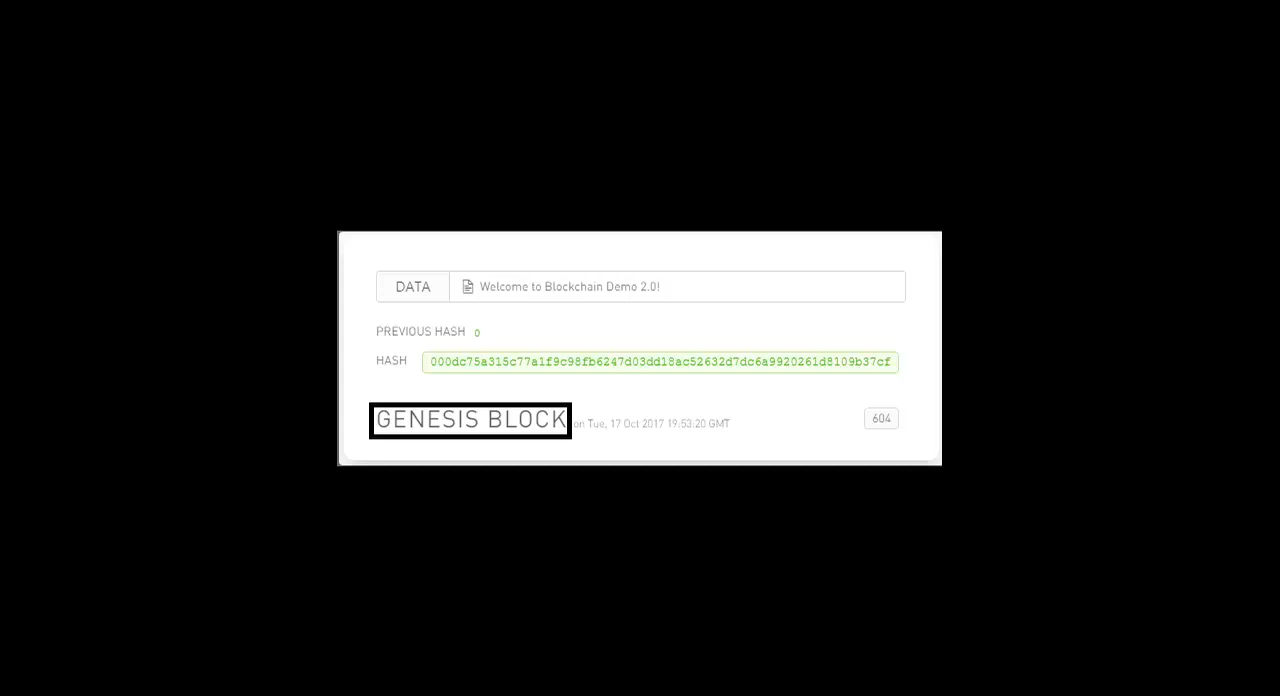 DATA Welcome to Blockchain Demo 2.0!
PREVIOUS HASH 0
HASH 000dc75a315c77a1f9c98fb6247d03dd18ac52632d7dc6a9920261d8109b37cf
GENESIS BLOCK on Tue, 17 Oct 2017 19:53:20 GMT 604